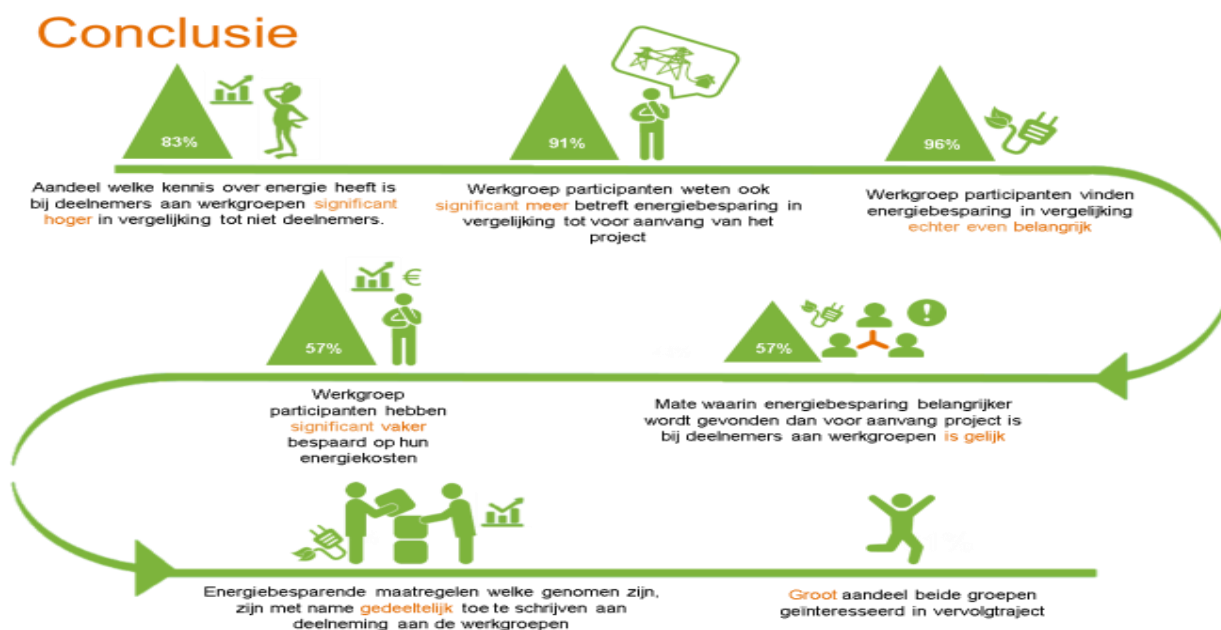 Conclusie
83%
Aandeel welke kennis over energie heeft is
bij deelnemers aan werkgroepen significant
hoger in vergelijking tot niet deelnemers.
91%
Werkgroep participanten weten ook
significant meer betreft energiebesparing in
vergelijking tot voor aanvang van het
project
96%
Werkgroep participanten vinden
energiebesparing in vergelijking
echter even belangrijk
57%
Mate waarin energiebesparing belangrijker
wordt gevonden dan voor aanvang project is
bij deelnemers aan werkgroepen is gelijk
€
57%
Werkgroep
participanten hebben
significant vaker
bespaard op hun
energiekosten
Energiebesparende maatregelen welke genomen zijn,
zijn met name gedeeltelijk toe te schrijven aan
deelneming aan de werkgroepen
Groot aandeel beide groepen
geïnteresseerd in vervolgtraject